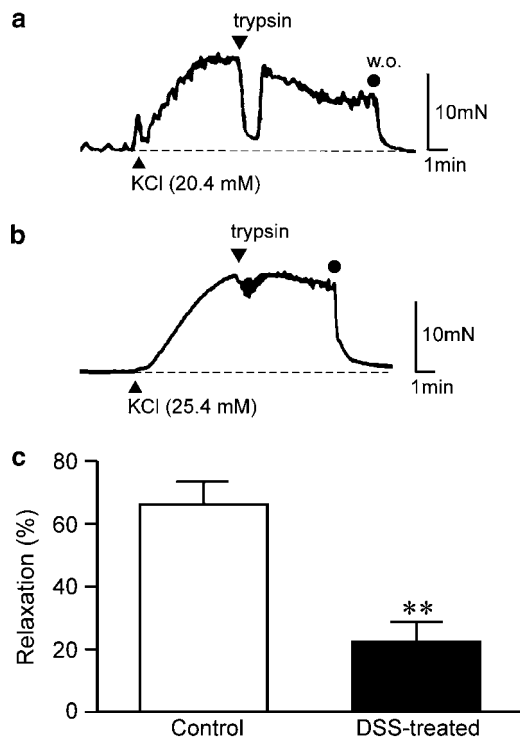 a
trypsin
w.o.
10mN
1min
KCl (20.4 mM)
b
trypsin
10mN
1min
KCl (25.4 mM)
c
Relaxation (%)
80
60
40
20
0
**
Control
DSS-treated